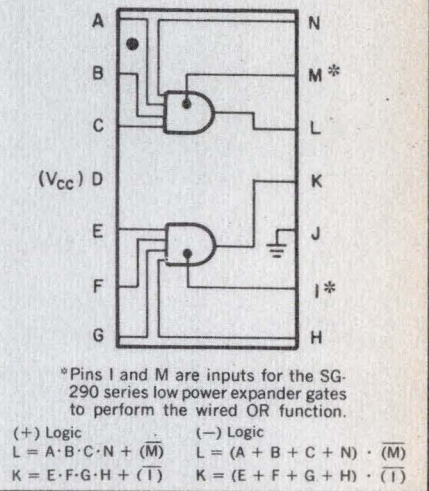 A N
B M*
C L
(VCC) D K
E J
F I*
G H
*Pins I and M are inputs for the SG-
290 series low power expander gates
to perform the wired OR function.
(+) Logic (−) Logic
L = A·B·C·N + (M̅) L = (A + B + C + N) · (M̅)
K = E·F·G·H + (I̅) K = (E + F + G + H) · (I̅)